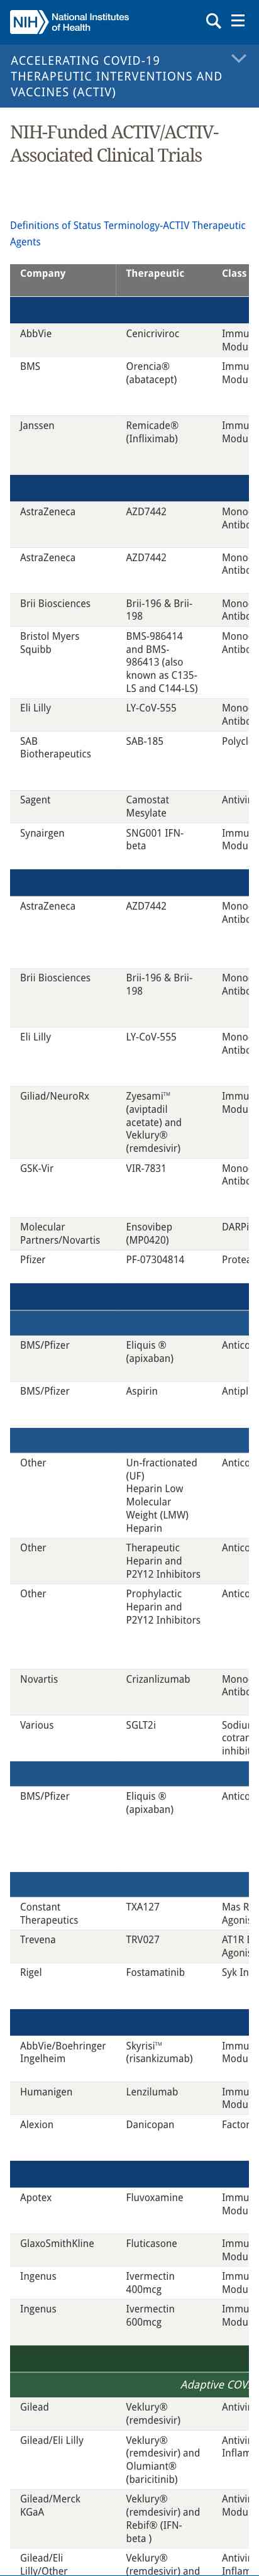 NIH National Institutes
of Health
ACCELERATING COVID-19
THERAPEUTIC INTERVENTIONS AND
VACCINES (ACTIV)
NIH-Funded ACTIV/ACTIV-
Associated Clinical Trials
Definitions of Status Terminology-ACTIV Therapeutic
Agents
Company Therapeutic Class
AbbVie Cenicriviroc Immu
Modu
BMS Orencia® Immu
(abatacept) Modu
Janssen Remicade® Immu
(Infliximab) Modu
AstraZeneca AZD7442 Mono
Antibo
AstraZeneca AZD7442 Mono
Antibo
Brii Biosciences Brii-196 & Brii- Mono
198 Antibo
Bristol Myers BMS-986414 Mono
Squibb and BMS- Antibo
986413 (also
known as C135-
LS and C144-LS)
Eli Lilly LY-CoV-555 Mono
Antibo
SAB SAB-185 Polycl
Biotherapeutics
Sagent Camostat Antivi
Mesylate
Synairgen SNG001 IFN- Immu
beta Modu
AstraZeneca AZD7442 Mono
Antibo
Brii Biosciences Brii-196 & Brii- Mono
198 Antibo
Eli Lilly LY-CoV-555 Mono
Antibo
Giliad/NeuroRx Zyesami™ Immu
(aviptadil Modu
acetate) and
Veklury®
(remdesivir)
GSK-Vir VIR-7831 Mono
Antibo
Molecular Ensovibep DARPi
Partners/Novartis (MP0420)
Pfizer PF-07304814 Protea
BMS/Pfizer Eliquis ® Antico
(apixaban)
BMS/Pfizer Aspirin Antipl
Other Un-fractionated Antico
(UF)
Heparin Low
Molecular
Weight (LMW)
Heparin
Other Therapeutic Antico
Heparin and
P2Y12 Inhibitors
Other Prophylactic Antico
Heparin and
P2Y12 Inhibitors
Novartis Crizanlizumab Mono
Antibo
Various SGLT2i Sodiu
cotra
inhibit
BMS/Pfizer Eliquis ® Antico
(apixaban)
Constant TXA127 Mas R
Therapeutics Agonis
Trevena TRV027 AT1R
Agonis
Rigel Fostamatinib Syk In
AbbVie/Boehringer Skyrisi™ Immu
Ingelheim (risankizumab) Modu
Humanigen Lenzilumab Immu
Modu
Alexion Danicopan Factor
Apotex Fluvoxamine Immu
Modu
GlaxoSmithKline Fluticasone Immu
Modu
Ingenus Ivermectin Immu
400mcg Modu
Ingenus Ivermectin Immu
600mcg Modu
Adaptive COV
Gilead Veklury® Antivi
(remdesivir)
Gilead/Eli Lilly Veklury® Antivi
(remdesivir) and Inflam
Olumiant®
(baricitinib)
Gilead/Merck Veklury® Antivi
KGaA (remdesivir) and Modu
Rebif® (IFN-
beta )
Gilead/Eli Veklury® Antivi
Lilly/Other (remdesivir) and Inflam